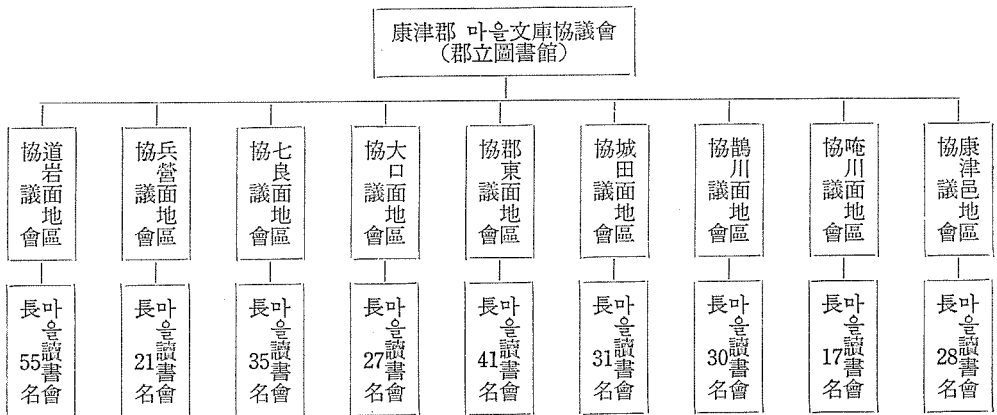 康津郡 마을文庫協議會
(郡立圖書館)
道岩面地區
協議會
兵營面地區
協議會
七良面地區
協議會
大口面地區
協議會
郡東面地區
協議會
城田面地區
協議會
鵲川面地區
協議會
唵川面地區
協議會
康津邑地區
協議會
마을讀書會
長 55名
마을讀書會
長 21名
마을讀書會
長 35名
마을讀書會
長 27名
마을讀書會
長 41名
마을讀書會
長 31名
마을讀書會
長 30名
마을讀書會
長 17名
마을讀書會
長 28名